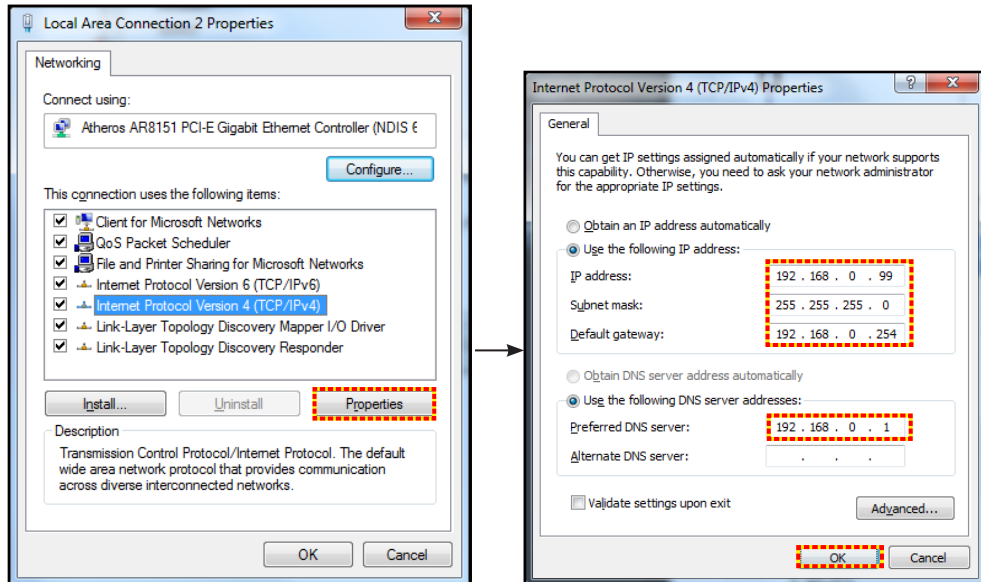 Local Area Connection 2 Properties
Networking
Connect using:
Atheros AR8151 PCI-E Gigabit Ethernet Controller (NDIS 6
Configure...
This connection uses the following items:
Client for Microsoft Networks
QoS Packet Scheduler
File and Printer Sharing for Microsoft Networks
Internet Protocol Version 6 (TCP/IPv6)
Internet Protocol Version 4 (TCP/IPv4)
Link-Layer Topology Discovery Mapper I/O Driver
Link-Layer Topology Discovery Responder
Install... Uninstall Properties
Description
Transmission Control Protocol/Internet Protocol. The default
wide area network protocol that provides communication
across diverse interconnected networks.
OK Cancel
Internet Protocol Version 4 (TCP/IPv4) Properties
General
You can get IP settings assigned automatically if your network supports
this capability. Otherwise, you need to ask your network administrator
for the appropriate IP settings.
Obtain an IP address automatically
Use the following IP address:
IP address: 192 . 168 . 0 . 99
Subnet mask: 255 . 255 . 255 . 0
Default gateway: 192 . 168 . 0 . 254
Obtain DNS server address automatically
Use the following DNS server addresses:
Preferred DNS server: 192 . 168 . 0 . 1
Alternate DNS server: . . .
Validate settings upon exit
Advanced...
OK Cancel